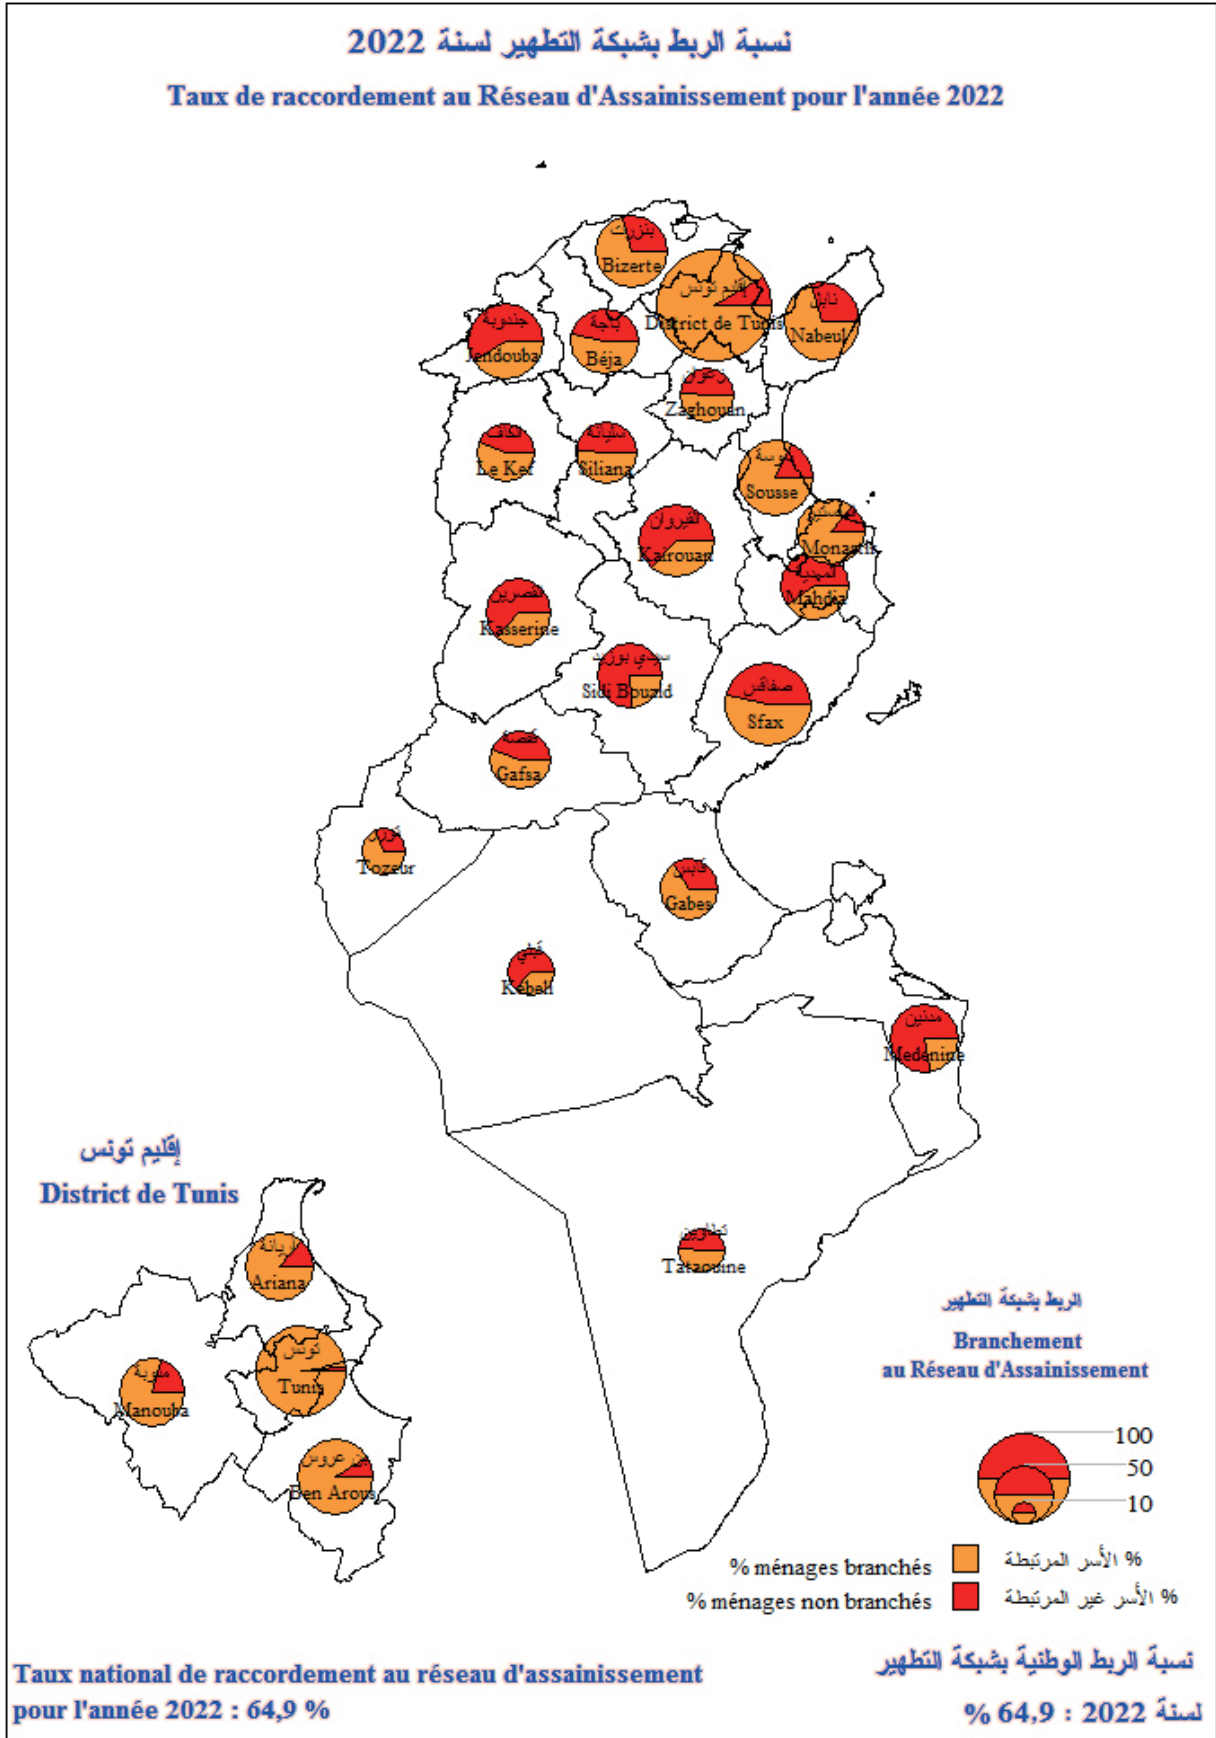 نسبة الربط بشبكة التطهير لسنة 2022
Taux de raccordement au Réseau d'Assainissement pour l'année 2022
بنزرت
Bizerte
إقليم تونس
District de Tunis
نابل
Nabeul
جندوبة
Jendouba
باجة
Béja
زغوان
Zaghouan
الكاف
Le Kef
سليانة
Siliana
سوسة
Sousse
القيروان
Kairouan
المنستير
Monastir
المهدية
Mahdia
القصرين
Kasserine
سيدي بوزيد
Sidi Bouzid
صفاقس
Sfax
قفصة
Gafsa
توزر
Tozeur
قابس
Gabes
قبلي
Kébeli
مدنين
Medenine
تطاوين
Tataouine
إقليم تونس
District de Tunis
أريانة
Ariana
تونس
Tunis
منوبة
Manouba
بن عروس
Ben Arous
الربط بشبكة التطهير
Branchement
au Réseau d'Assainissement
100
50
10
% ménages branchés % الأسر المرتبطة
% ménages non branchés % الأسر غير المرتبطة
Taux national de raccordement au réseau d'assainissement
pour l'année 2022 : 64,9 %
نسبة الربط الوطنية بشبكة التطهير
لسنة 2022 : 64,9 %